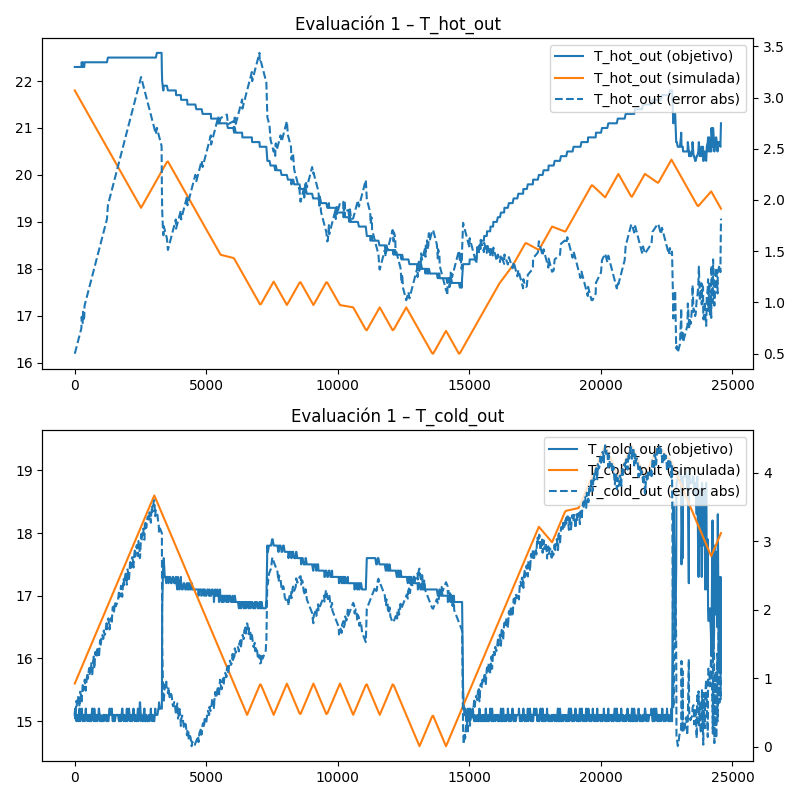 Evaluación 1 – T_hot_out
T_hot_out (objetivo)
T_hot_out (simulada)
T_hot_out (error abs)
22
21
20
19
18
17
16
3.5
3.0
2.5
2.0
1.5
1.0
0.5
0 5000 10000 15000 20000 25000
Evaluación 1 – T_cold_out
T_cold_out (objetivo)
T_cold_out (simulada)
T_cold_out (error abs)
19
18
17
16
15
4
3
2
1
0
0 5000 10000 15000 20000 25000